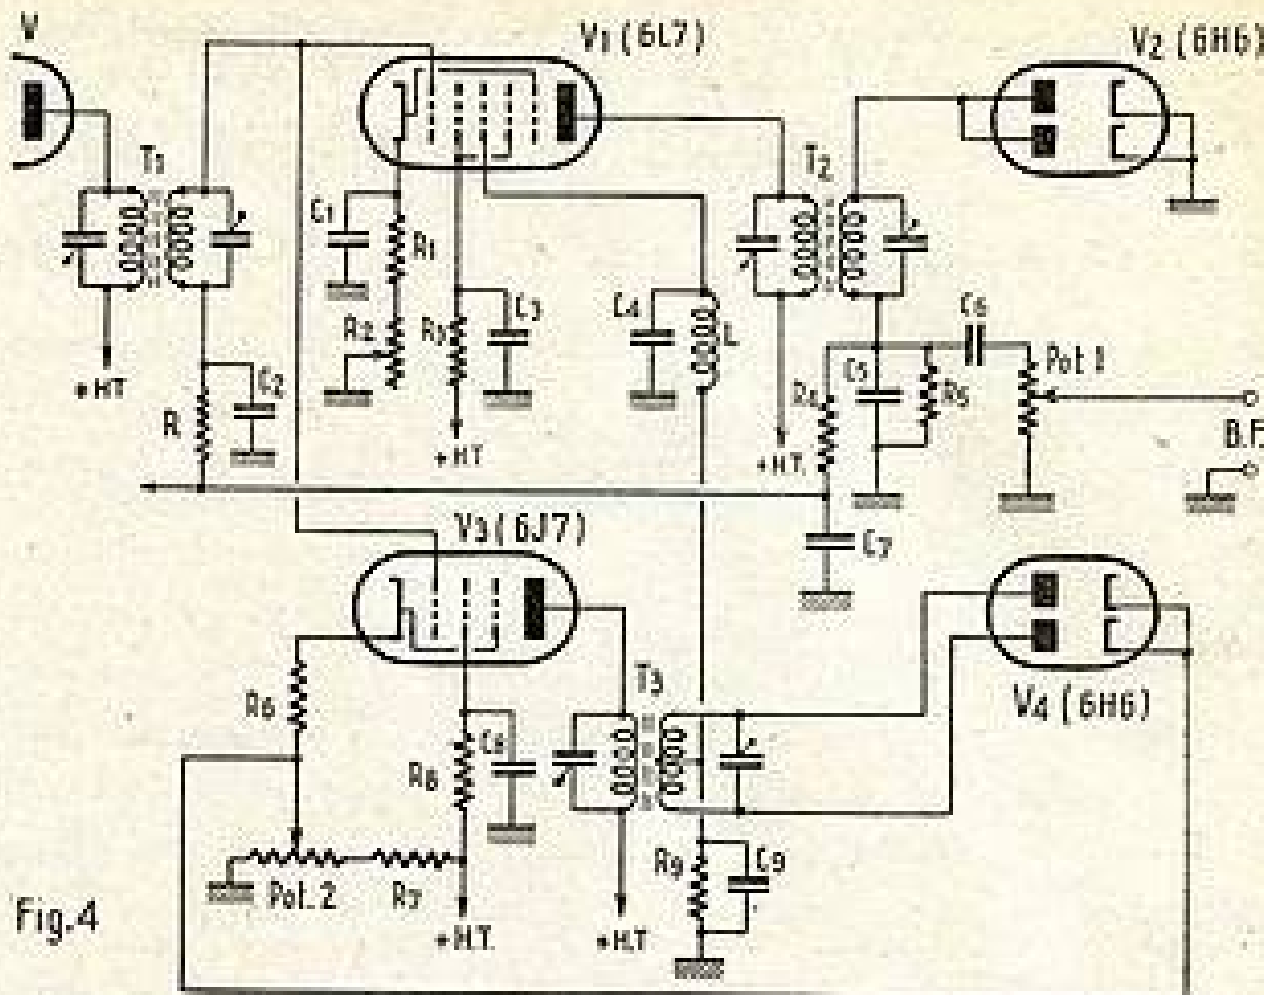 V
V1 (6L7)
V2 (6H6)
T1
T2
C1
R1
R2
R3
C3
C4
L
+HT
R
C2
+HT
+HT.
R4
C5
R5
C6
Pot 1
B.F.
C7
V3 (6J7)
V4 (6H6)
R6
T3
R8
C8
Pot. 2
R7
R9
C9
+H.T.
+H.T
Fig.4